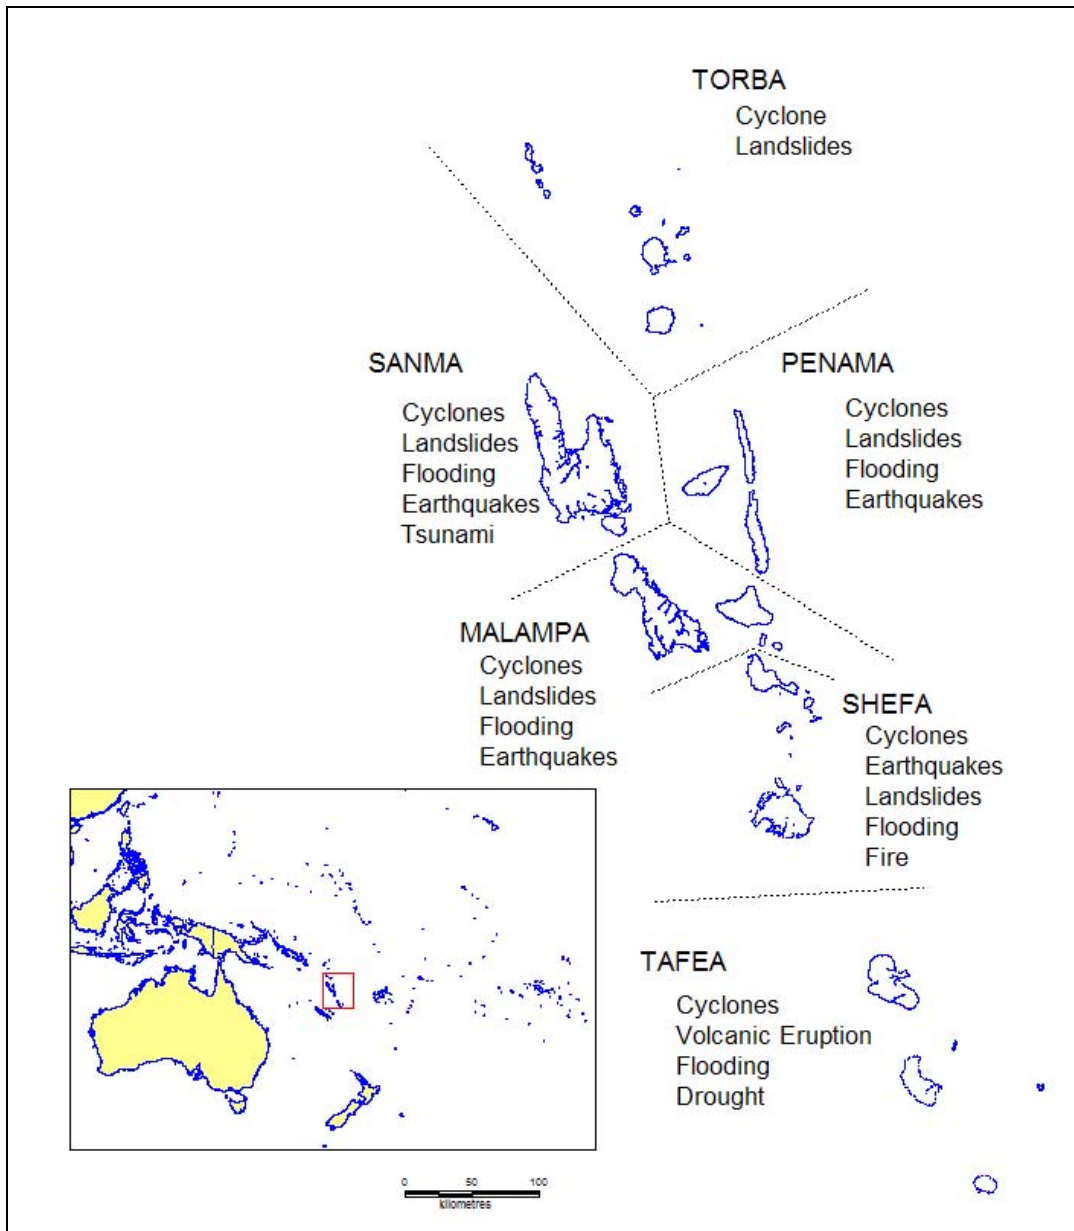 TORBA
Cyclone
Landslides
SANMA
Cyclones
Landslides
Flooding
Earthquakes
Tsunami
PENAMA
Cyclones
Landslides
Flooding
Earthquakes
MALAMPA
Cyclones
Landslides
Flooding
Earthquakes
SHEFA
Cyclones
Earthquakes
Landslides
Flooding
Fire
TAFEA
Cyclones
Volcanic Eruption
Flooding
Drought
0 50 100
kilometres